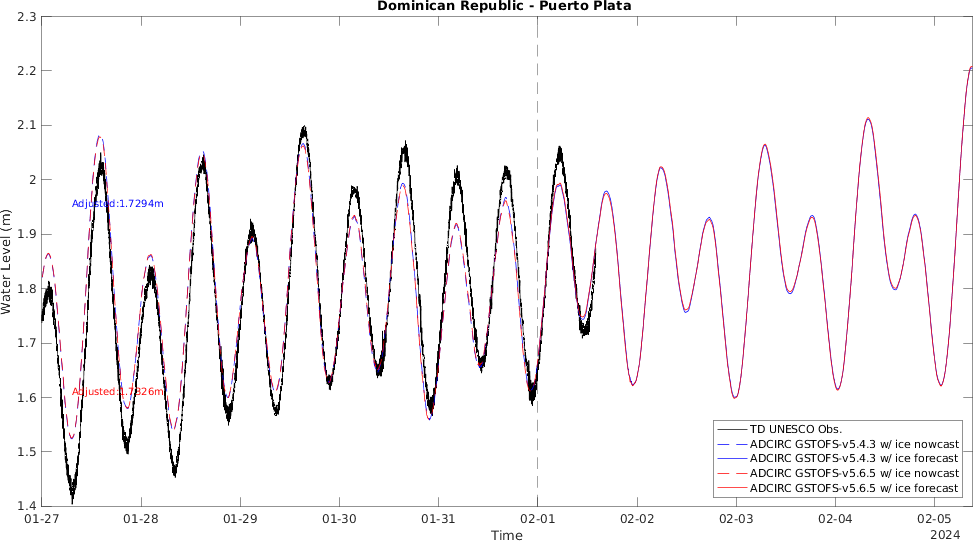 Dominican Republic - Puerto Plata
2.3
2.2
2.1
2
1.9
1.8
1.7
1.6
1.5
1.4
Water Level (m)
Adjusted:1.7294m
Adjusted:1.7326m
TD UNESCO Obs.
ADCIRC GSTOFS-v5.4.3 w/ ice nowcast
ADCIRC GSTOFS-v5.4.3 w/ ice forecast
ADCIRC GSTOFS-v5.6.5 w/ ice nowcast
ADCIRC GSTOFS-v5.6.5 w/ ice forecast
01-27 01-28 01-29 01-30 01-31 02-01 02-02 02-03 02-04 02-05
Time
2024